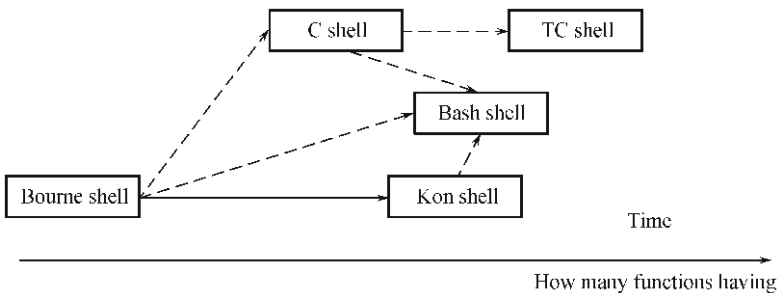 C shell
TC shell
Bash shell
Bourne shell
Kon shell
Time
How many functions having